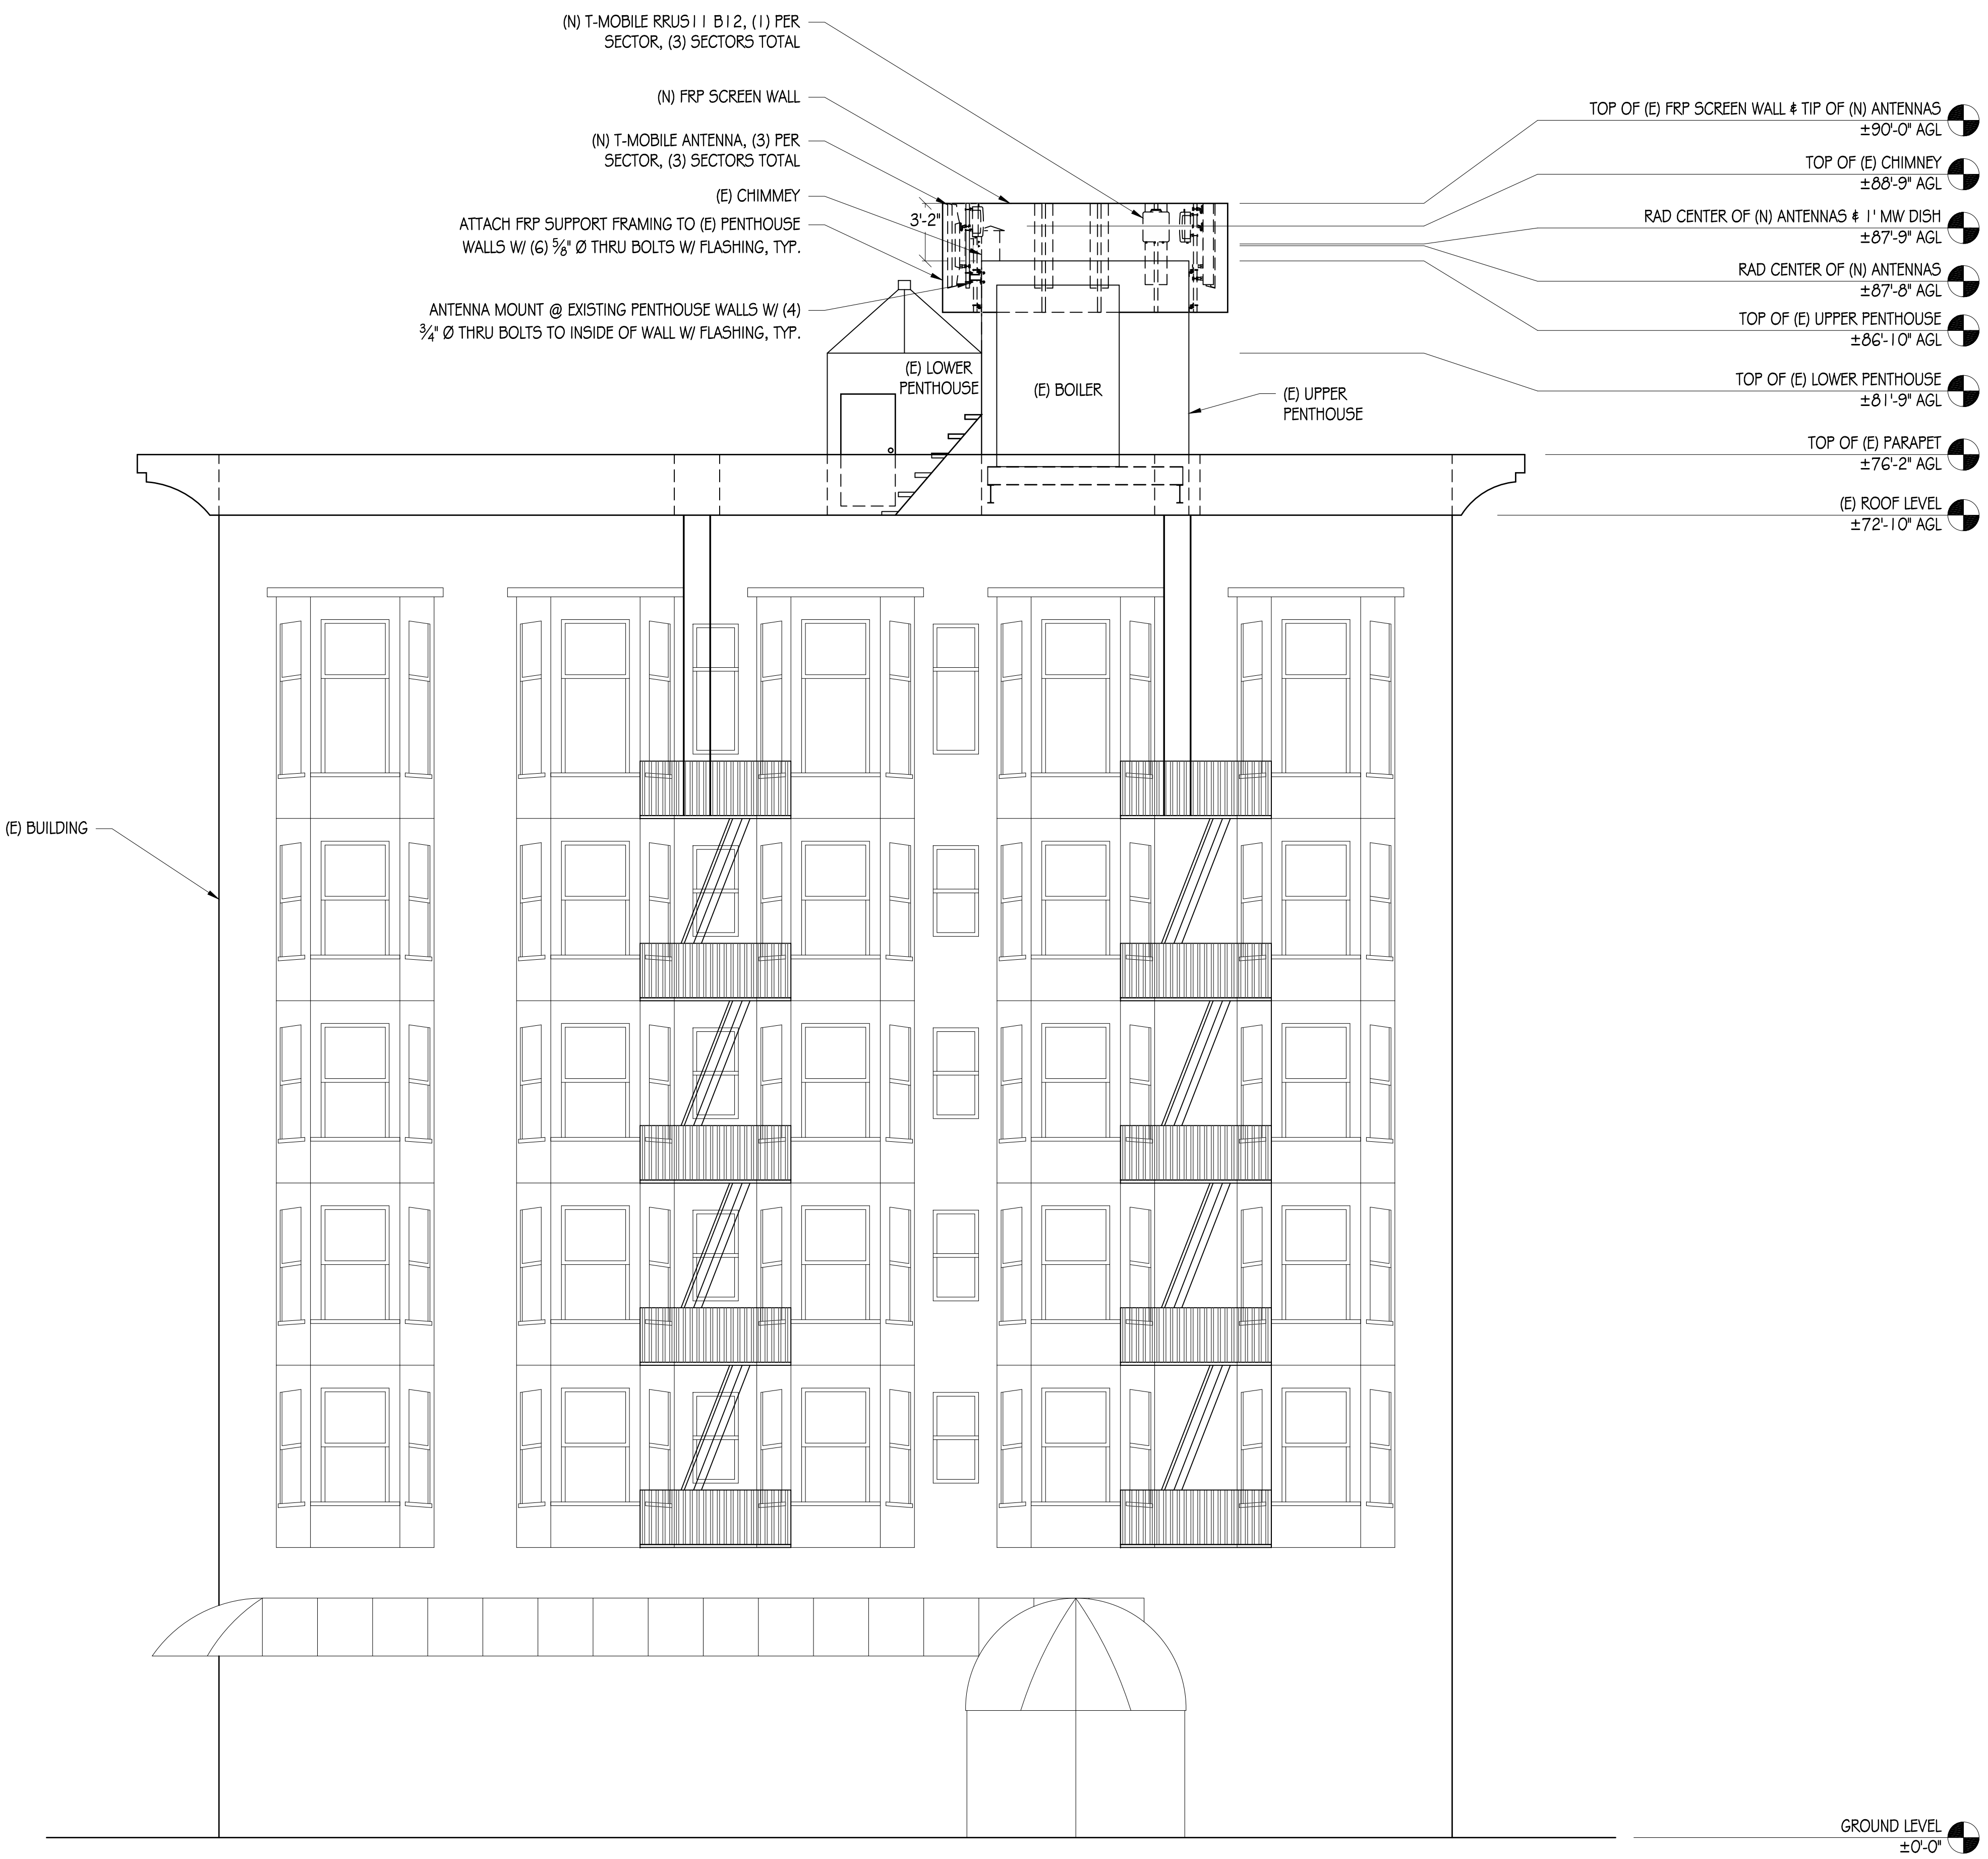 (N) T-MOBILE RRUS11 B12, (1) PER
SECTOR, (3) SECTORS TOTAL
(N) FRP SCREEN WALL
(N) T-MOBILE ANTENNA, (3) PER
SECTOR, (3) SECTORS TOTAL
(E) CHIMMEY
ATTACH FRP SUPPORT FRAMING TO (E) PENTHOUSE
WALLS W/ (6) 5/8" Ø THRU BOLTS W/ FLASHING, TYP.
ANTENNA MOUNT @ EXISTING PENTHOUSE WALLS W/ (4)
3/4" Ø THRU BOLTS TO INSIDE OF WALL W/ FLASHING, TYP.
3'-2"
(E) LOWER
PENTHOUSE
(E) BOILER
(E) UPPER
PENTHOUSE
TOP OF (E) FRP SCREEN WALL & TIP OF (N) ANTENNAS
±90'-0" AGL
TOP OF (E) CHIMNEY
±88'-9" AGL
RAD CENTER OF (N) ANTENNAS & 1' MW DISH
±87'-9" AGL
RAD CENTER OF (N) ANTENNAS
±87'-8" AGL
TOP OF (E) UPPER PENTHOUSE
±86'-10" AGL
TOP OF (E) LOWER PENTHOUSE
±81'-9" AGL
TOP OF (E) PARAPET
±76'-2" AGL
(E) ROOF LEVEL
±72'-10" AGL
(E) BUILDING
GROUND LEVEL
±0'-0"